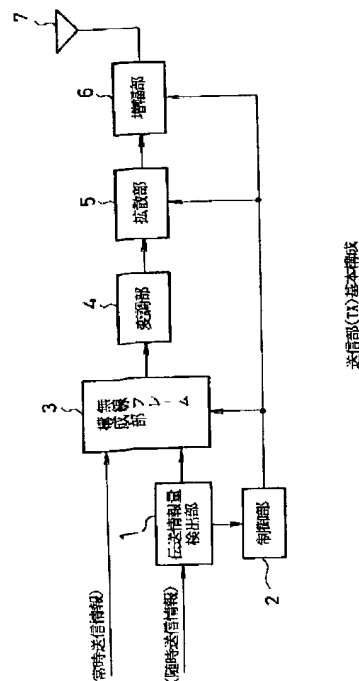 (常時送信情報)
(随時送信情報)
1
伝送情報量
検出部
2
制御部
3
無線フレーム
構成部
4
変調部
5
拡散部
6
増幅部
7
送信部(TX)基本構成